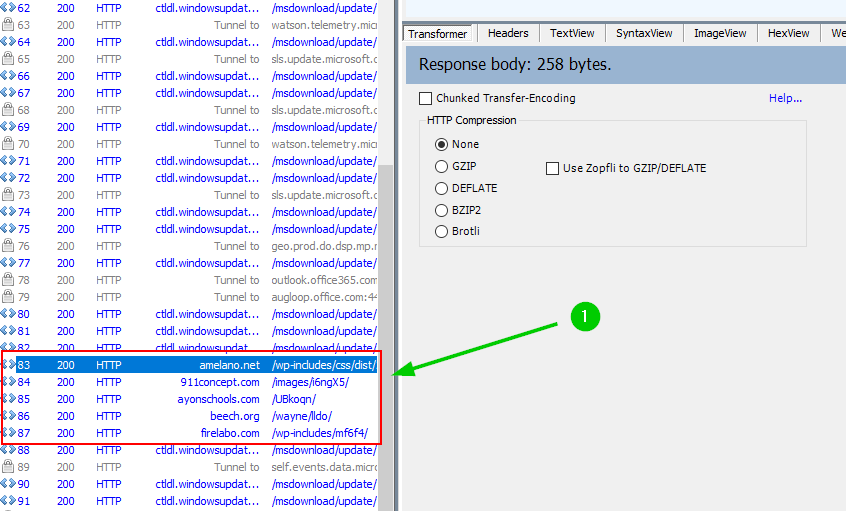 62 200 HTTP ctldl.windowsupdat... /msdownload/update/
63 200 HTTP Tunnel to watson.telemetry.mic
64 200 HTTP ctldl.windowsupdat... /msdownload/update/
65 200 HTTP Tunnel to sls.update.microsoft.c
66 200 HTTP ctldl.windowsupdat... /msdownload/update/
67 200 HTTP ctldl.windowsupdat... /msdownload/update/
68 200 HTTP Tunnel to sls.update.microsoft.c
69 200 HTTP ctldl.windowsupdat... /msdownload/update/
70 200 HTTP Tunnel to watson.telemetry.mic
71 200 HTTP ctldl.windowsupdat... /msdownload/update/
72 200 HTTP ctldl.windowsupdat... /msdownload/update/
73 200 HTTP Tunnel to sls.update.microsoft.c
74 200 HTTP ctldl.windowsupdat... /msdownload/update/
75 200 HTTP ctldl.windowsupdat... /msdownload/update/
76 200 HTTP Tunnel to geo.prod.do.dsp.mp.m
77 200 HTTP ctldl.windowsupdat... /msdownload/update/
78 200 HTTP Tunnel to outlook.office365.com
79 200 HTTP Tunnel to augloop.office.com:44
80 200 HTTP ctldl.windowsupdat... /msdownload/update/
81 200 HTTP ctldl.windowsupdat... /msdownload/update/
82 200 HTTP ctldl.windowsupdat... /msdownload/update/
83 200 HTTP amelano.net /wp-includes/css/dist/
84 200 HTTP 911concept.com /images/i6ngX5/
85 200 HTTP ayonschools.com /UBkoqn/
86 200 HTTP beech.org /wayne/lldo/
87 200 HTTP firelabo.com /wp-includes/mf6f4/
88 200 HTTP ctldl.windowsupdat... /msdownload/update/
89 200 HTTP Tunnel to self.events.data.micro
90 200 HTTP ctldl.windowsupdat... /msdownload/update/
91 200 HTTP ctldl.windowsupdat... /msdownload/update/
1
Transformer Headers TextView SyntaxView ImageView HexView We
Response body: 258 bytes.
Chunked Transfer-Encoding Help...
HTTP Compression
None
GZIP Use Zopfli to GZIP/DEFLATE
DEFLATE
BZIP2
Brotli